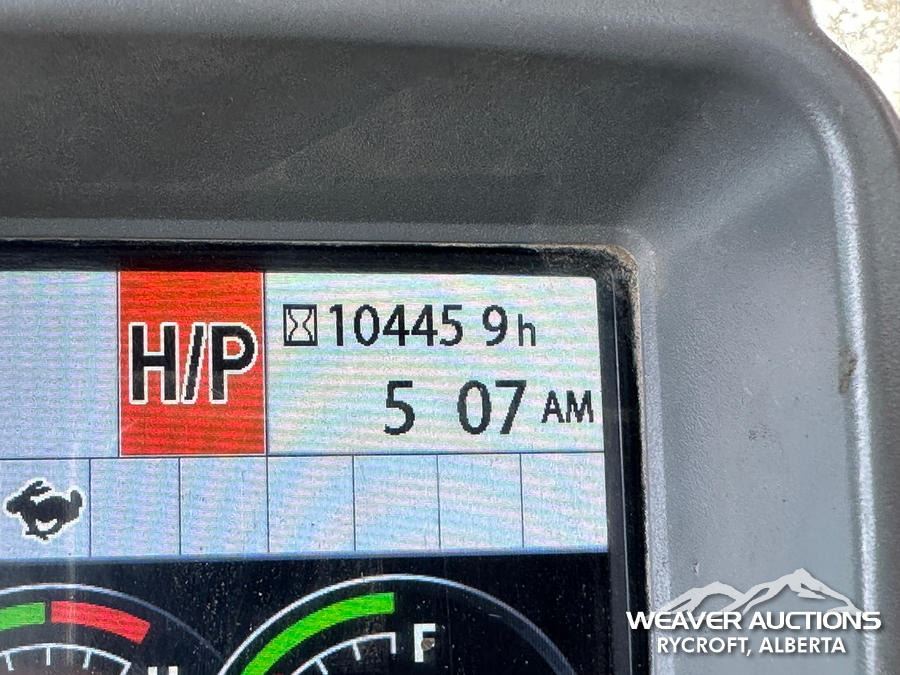 H/P
10445 9h
5 07 AM
F
WEAVER AUCTIONS
RYCROFT, ALBERTA